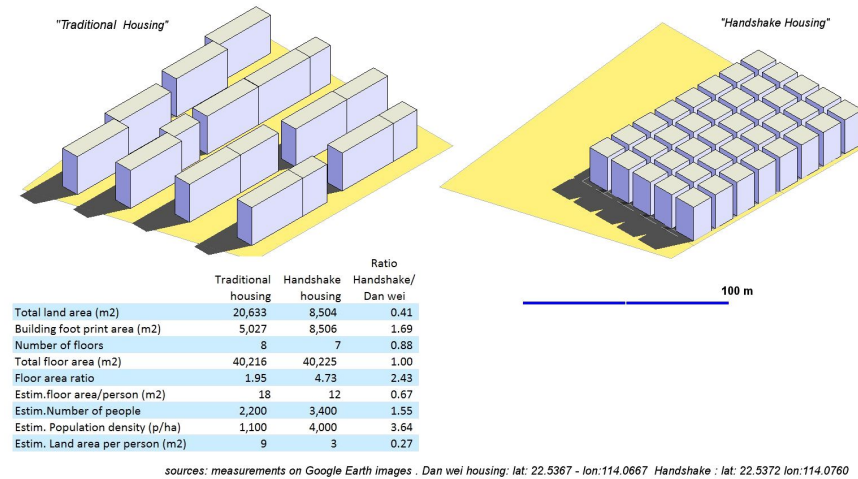 "Traditional Housing"
"Handshake Housing"
100 m
Traditional housing Handshake housing Ratio Handshake/ Dan wei
Total land area (m2) 20,633 8,504 0.41
Building foot print area (m2) 5,027 8,506 1.69
Number of floors 8 7 0.88
Total floor area (m2) 40,216 40,225 1.00
Floor area ratio 1.95 4.73 2.43
Estim.floor area/person (m2) 18 12 0.67
Estim.Number of people 2,200 3,400 1.55
Estim. Population density (p/ha) 1,100 4,000 3.64
Estim. Land area per person (m2) 9 3 0.27
sources: measurements on Google Earth images . Dan wei housing: lat: 22.5367 - lon:114.0667 Handshake : lat: 22.5372 lon:114.0760